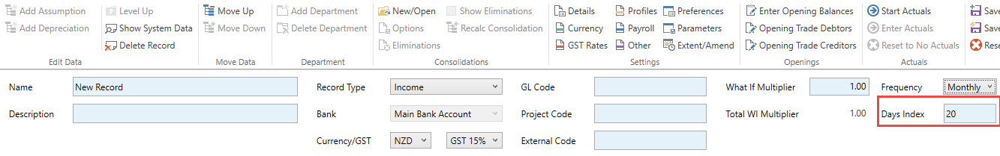 Add Assumption Level Up Move Up Add Department New/Open Show Eliminations Details Profiles Preferences Enter Opening Balances Start Actuals Save
Add Depreciation Show System Data Move Down Delete Department Options Recalc Consolidation Currency Payroll Parameters Opening Trade Debtors Enter Actuals Save
Delete Record Eliminations GST Rates Other Extent/Amend Opening Trade Creditors Reset to No Actuals Rese
Edit Data Move Data Department Consolidations Settings Openings Actuals
Name New Record Record Type Income GL Code What If Multiplier 1.00 Frequency Monthly
Description Bank Main Bank Account Project Code Total WI Multiplier 1.00 Days Index 20
Currency/GST NZD GST 15% External Code